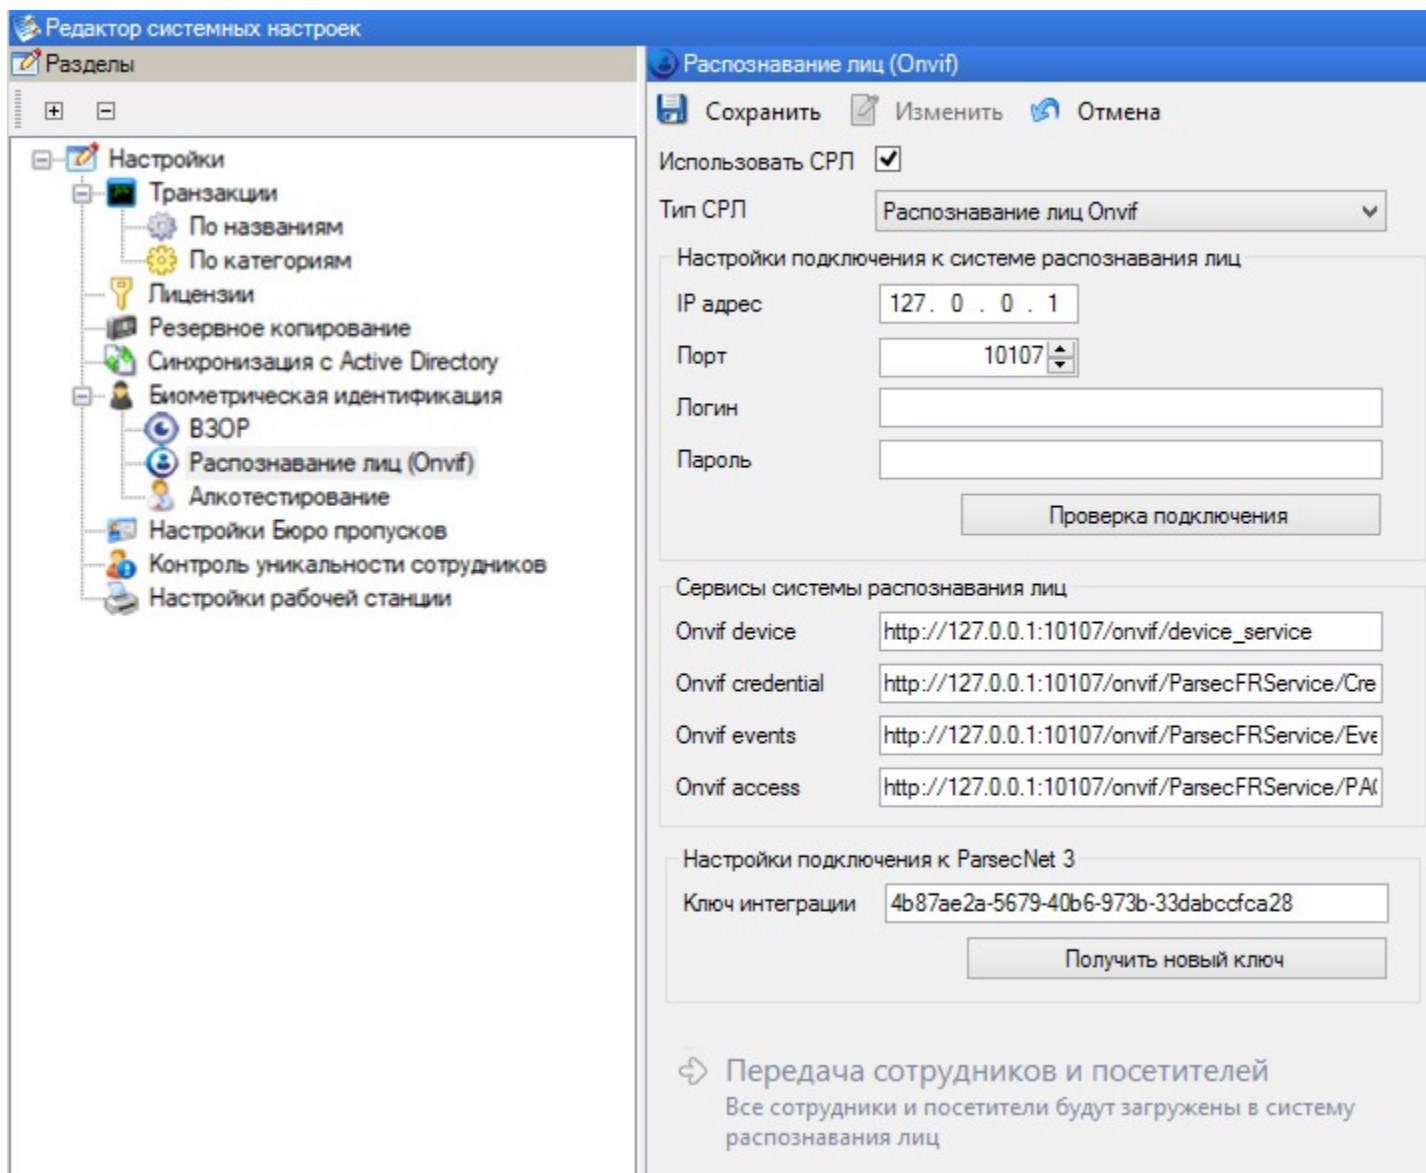 Редактор системных настроек
Разделы
Настройки
Транзакции
По названиям
По категориям
Лицензии
Резервное копирование
Синхронизация с Active Directory
Биометрическая идентификация
ВЗОР
Распознавание лиц (Onvif)
Алкотестирование
Настройки Бюро пропусков
Контроль уникальности сотрудников
Настройки рабочей станции
Распознавание лиц (Onvif)
Сохранить Изменить Отмена
Использовать СРЛ
Тип СРЛ Распознавание лиц Onvif
Настройки подключения к системе распознавания лиц
IP адрес 127. 0 . 0 . 1
Порт 10107
Логин
Пароль
Проверка подключения
Сервисы системы распознавания лиц
Onvif device http://127.0.0.1:10107/onvif/device_service
Onvif credential http://127.0.0.1:10107/onvif/ParsecFRService/Cre
Onvif events http://127.0.0.1:10107/onvif/ParsecFRService/Eve
Onvif access http://127.0.0.1:10107/onvif/ParsecFRService/PA
Настройки подключения к ParsecNet 3
Ключ интеграции 4b87ae2a-5679-40b6-973b-33dabccfca28
Получить новый ключ
Передача сотрудников и посетителей
Все сотрудники и посетители будут загружены в систему
распознавания лиц